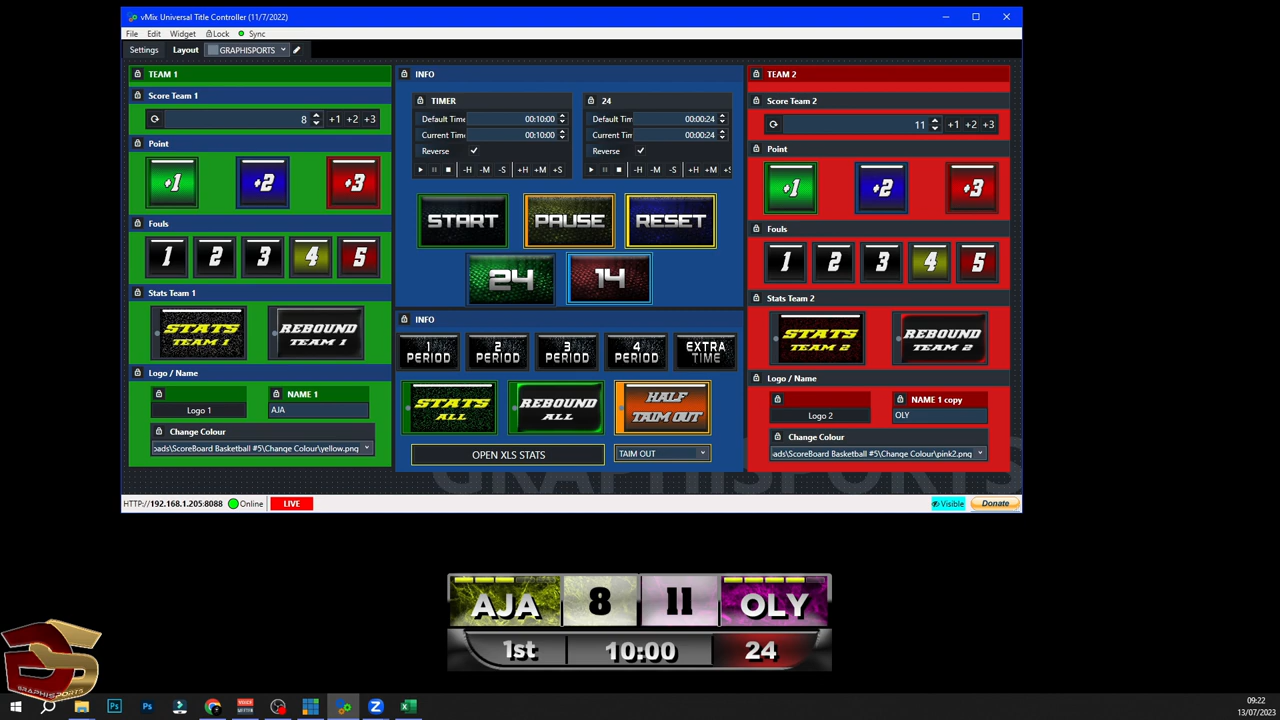 vMix Universal Title Controller (11/7/2022)
File Edit Widget Lock Sync
Settings Layout GRAPHISPORTS
TEAM 1
Score Team 1
8 +1 +2 +3
Point
+1 +2 +3
Fouls
1 2 3 4 5
Stats Team 1
STATS TEAM 1
REBOUND TEAM 1
Logo / Name
Logo 1
NAME 1
AJA
Change Colour
oads\ScoreBoard Basketball #5\Change Colour\yellow.png
INFO
TIMER
Default Time 00:10:00
Current Time 00:10:00
Reverse
-H -M -S +H +M +S
24
Default Time 00:00:24
Current Time 00:00:24
Reverse
-H -M -S +H +M +S
START PAUSE RESET
24 14
INFO
1 PERIOD
2 PERIOD
3 PERIOD
4 PERIOD
EXTRA TIME
STATS ALL
REBOUND ALL
HALF TAIM OUT
OPEN XLS STATS
TAIM OUT
TEAM 2
Score Team 2
11 +1 +2 +3
Point
+1 +2 +3
Fouls
1 2 3 4 5
Stats Team 2
STATS TEAM 2
REBOUND TEAM 2
Logo / Name
Logo 2
NAME 1 copy
OLY
Change Colour
ads\ScoreBoard Basketball #5\Change Colour\pink2.png
GRAPHISPORTS
HTTP://192.168.1.205:8088 Online LIVE Visible Donate
AJA 8 11 OLY
1st 10:00 24
GRAPHISPORTS
09:22
13/07/2023